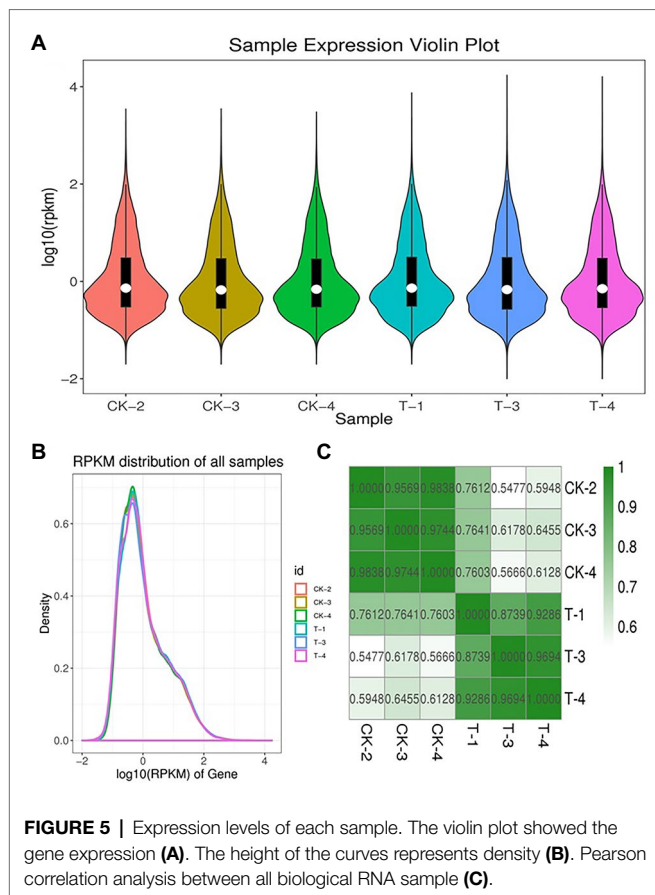 A
Sample Expression Violin Plot
log10(rpkm)
4
2
0
−2
CK−2 CK−3 CK−4 T−1 T−3 T−4
Sample
B
RPKM distribution of all samples
Density
0.6
0.4
0.2
0.0
−2 0 2 4
log10(RPKM) of Gene
id
CK−2
CK−3
CK−4
T−1
T−3
T−4
C
1.0000 0.9569 0.9838 0.7612 0.5477 0.5948 CK-2
0.9569 1.0000 0.9744 0.7641 0.6178 0.6455 CK-3
0.9838 0.9744 1.0000 0.7603 0.5666 0.6128 CK-4
0.7612 0.7641 0.7603 1.0000 0.8739 0.9286 T-1
0.5477 0.6178 0.5666 0.8739 1.0000 0.9694 T-3
0.5948 0.6455 0.6128 0.9286 0.9694 1.0000 T-4
CK-2 CK-3 CK-4 T-1 T-3 T-4
1
0.9
0.8
0.7
0.6
FIGURE 5 | Expression levels of each sample. The violin plot showed the
gene expression (A). The height of the curves represents density (B). Pearson
correlation analysis between all biological RNA sample (C).